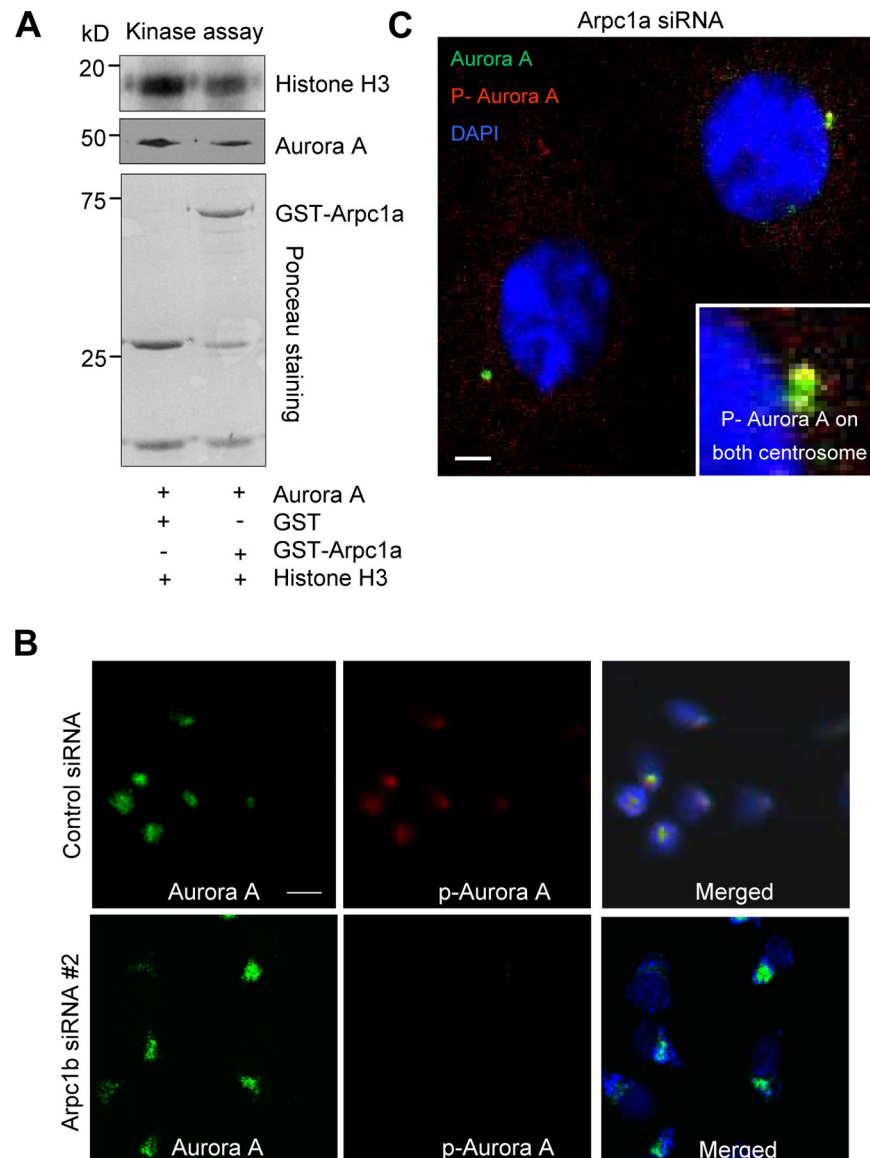 A
kD Kinase assay
20
Histone H3
50
Aurora A
75
GST-Arpc1a
25
Ponceau staining
+ + Aurora A
+ - GST
- + GST-Arpc1a
+ + Histone H3
C
Arpc1a siRNA
Aurora A
P- Aurora A
DAPI
P- Aurora A on
both centrosome
B
Control siRNA
Aurora A
p-Aurora A
Merged
Arpc1b siRNA #2
Aurora A
p-Aurora A
Merged